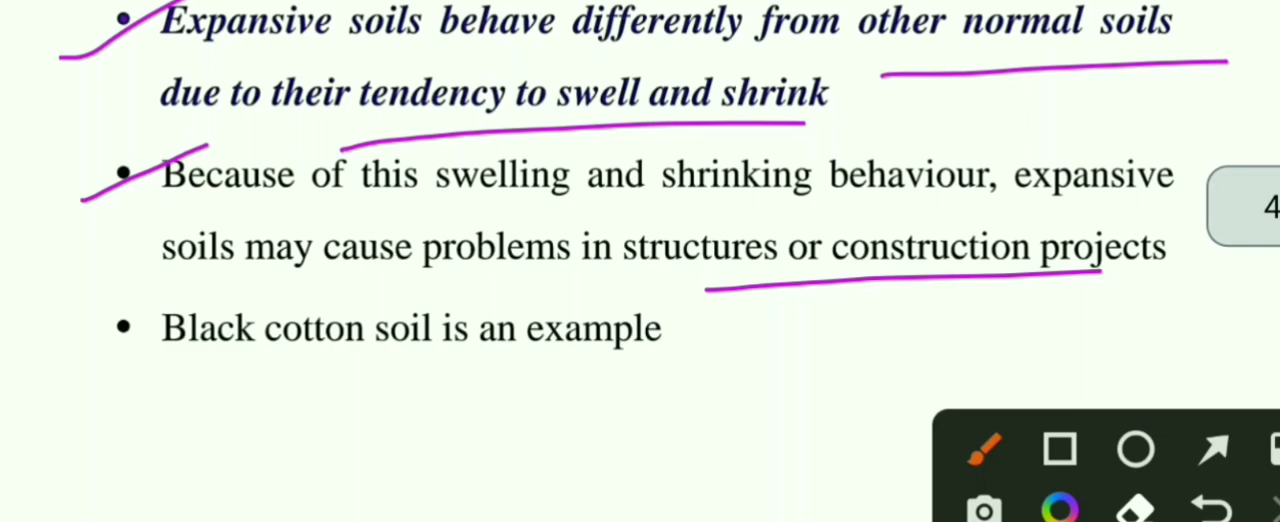 • Expansive soils behave differently from other normal soils
due to their tendency to swell and shrink
• Because of this swelling and shrinking behaviour, expansive
soils may cause problems in structures or construction projects
• Black cotton soil is an example
4